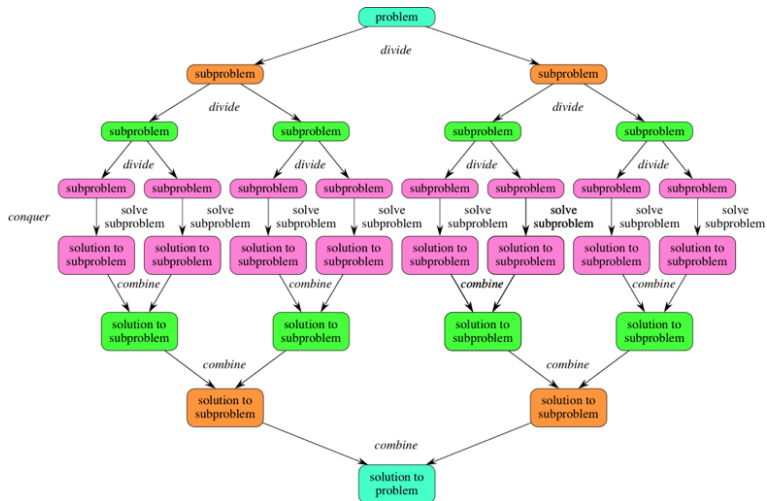 problem
divide
subproblem
subproblem
divide
divide
subproblem
subproblem
subproblem
subproblem
divide
divide
divide
divide
subproblem
subproblem
subproblem
subproblem
subproblem
subproblem
subproblem
subproblem
conquer
solve
subproblem
solve
subproblem
solve
subproblem
solve
subproblem
solve
subproblem
solve
subproblem
solve
subproblem
solve
subproblem
solution to
subproblem
solution to
subproblem
solution to
subproblem
solution to
subproblem
solution to
subproblem
solution to
subproblem
solution to
subproblem
solution to
subproblem
combine
combine
combine
combine
solution to
subproblem
solution to
subproblem
solution to
subproblem
solution to
subproblem
combine
combine
solution to
subproblem
solution to
subproblem
combine
solution to
problem